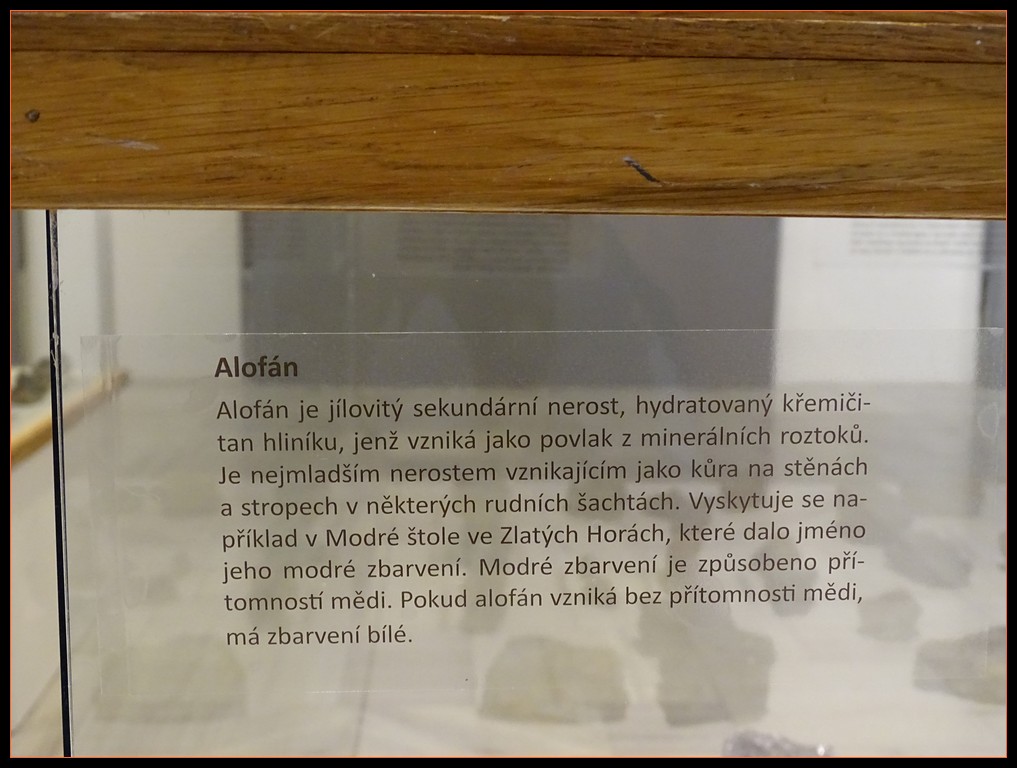 Alofán
Alofán je jílovitý sekundární nerost, hydratovaný křemiči-
tan hliníku, jenž vzniká jako povlak z minerálních roztoků.
Je nejmladším nerostem vznikajícím jako kůra na stěnách
a stropech v některých rudních šachtách. Vyskytuje se na-
příklad v Modré štole ve Zlatých Horách, které dalo jméno
jeho modré zbarvení. Modré zbarvení je způsobeno pří-
tomností mědi. Pokud alofán vzniká bez přítomnosti mědi,
má zbarvení bílé.